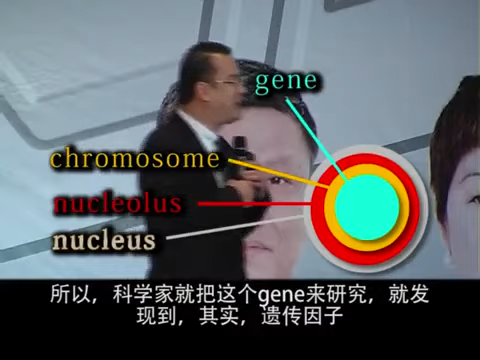 gene
chromosome
nucleolus
nucleus
所以，科学家就把这个gene来研究，就发
现到，其实，遗传因子